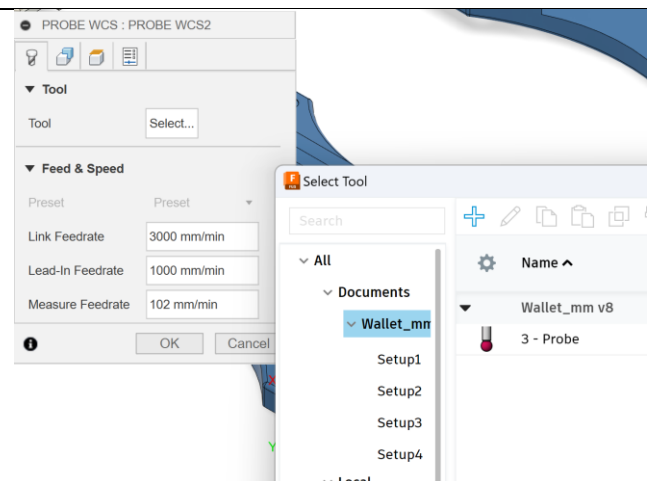 PROBE WCS : PROBE WCS2
Tool
Tool
Select...
Feed & Speed
Preset
Preset
Link Feedrate
3000 mm/min
Lead-In Feedrate
1000 mm/min
Measure Feedrate
102 mm/min
OK
Cancel
Select Tool
Search
All
Documents
Wallet_mm
Setup1
Setup2
Setup3
Setup4
Name
Wallet_mm v8
3 - Probe